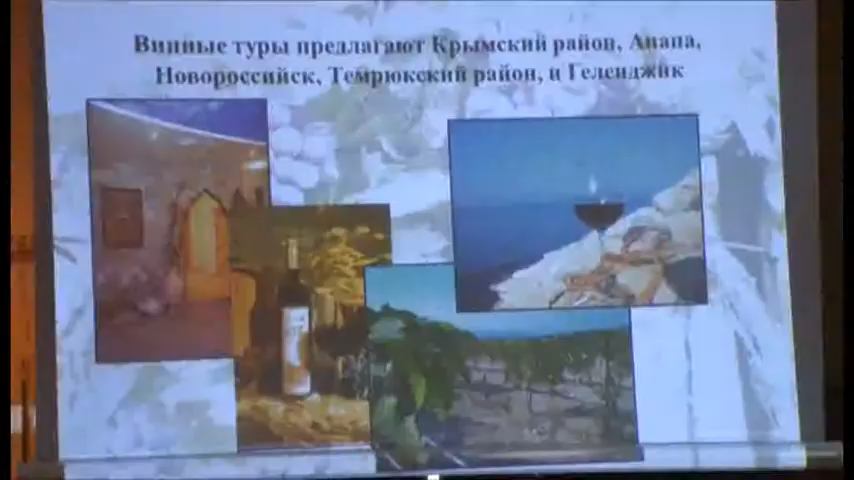 Винные туры предлагают Крымский район, Анапа,
Новороссийск, Темрюкский район, и Геленджик